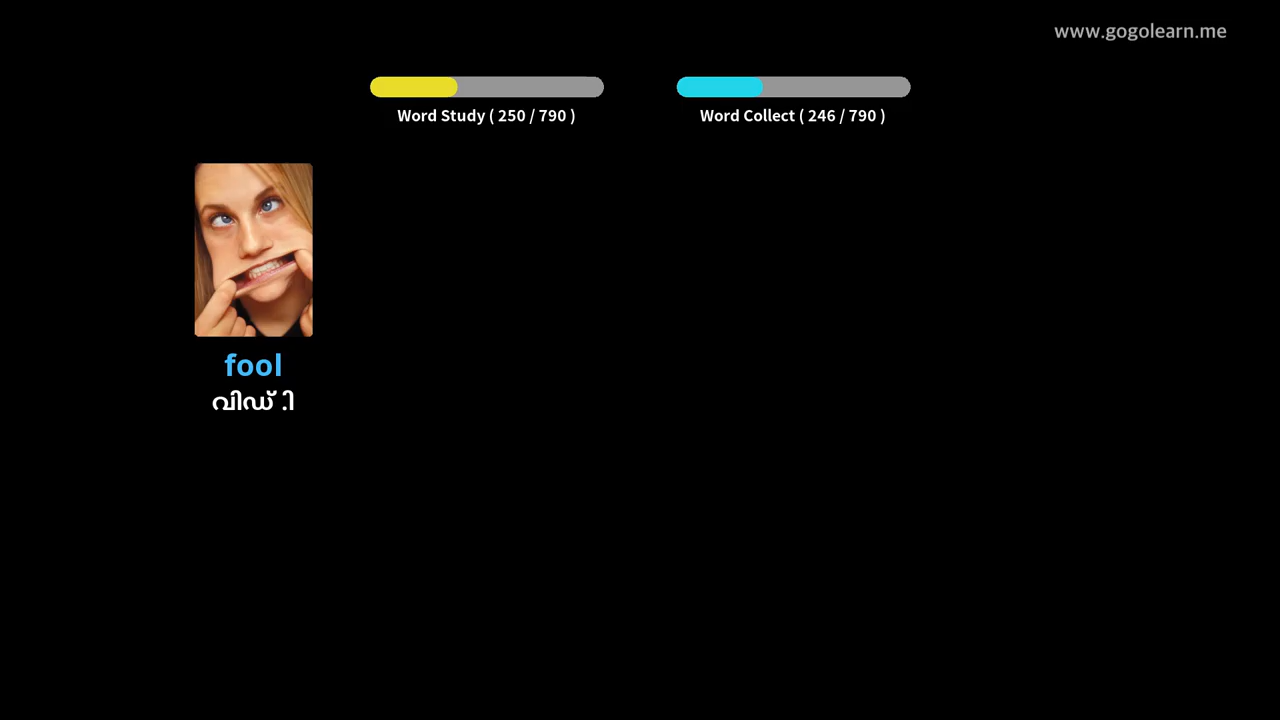 www.gogolearn.me
Word Study ( 250 / 790 )
Word Collect ( 246 / 790 )
fool
വിഡ് .ി